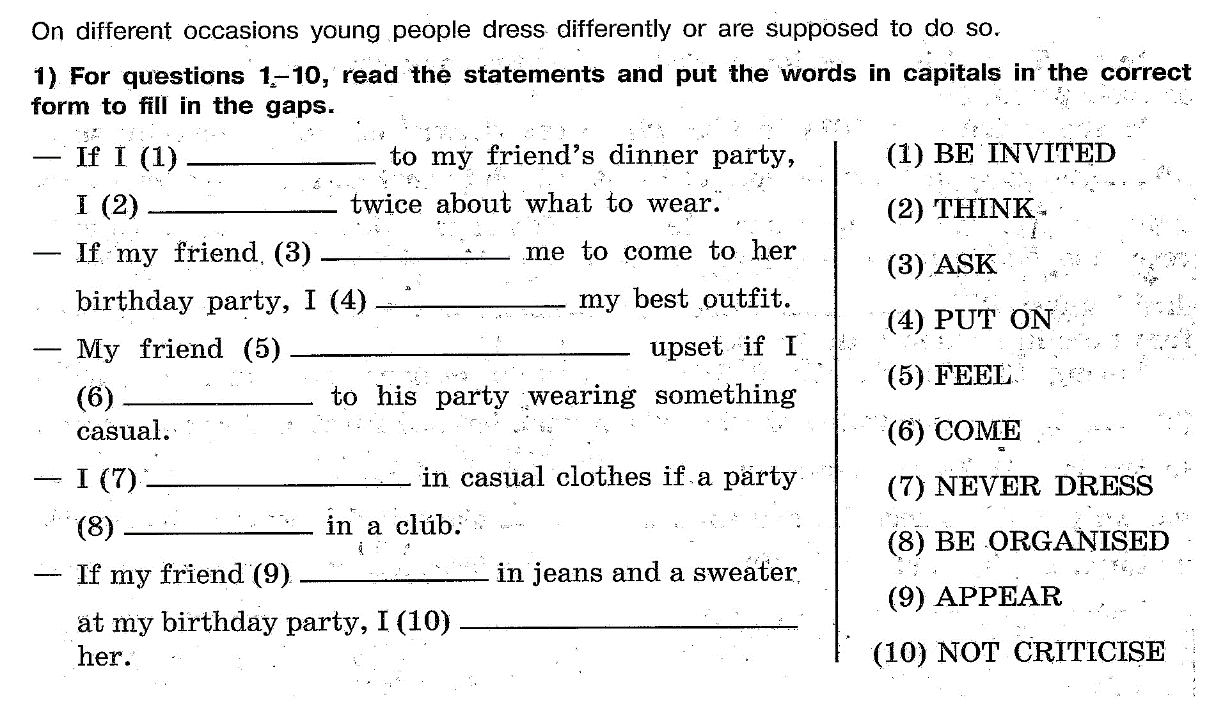 On different occasions young people dress differently or are supposed to do so.
1) For questions 1–10, read the statements and put the words in capitals in the correct
form to fill in the gaps.
— If I (1) ____________ to my friend's dinner party,
I (2) ____________ twice about what to wear.
— If my friend (3) ____________ me to come to her
birthday party, I (4) ____________ my best outfit.
— My friend (5) ____________ upset if I
(6) ____________ to his party wearing something
casual.
— I (7) ____________ in casual clothes if a party
(8) ____________ in a club.
— If my friend (9) ____________ in jeans and a sweater
at my birthday party, I (10) ____________
her.
(1) BE INVITED
(2) THINK
(3) ASK
(4) PUT ON
(5) FEEL
(6) COME
(7) NEVER DRESS
(8) BE ORGANISED
(9) APPEAR
(10) NOT CRITICISE